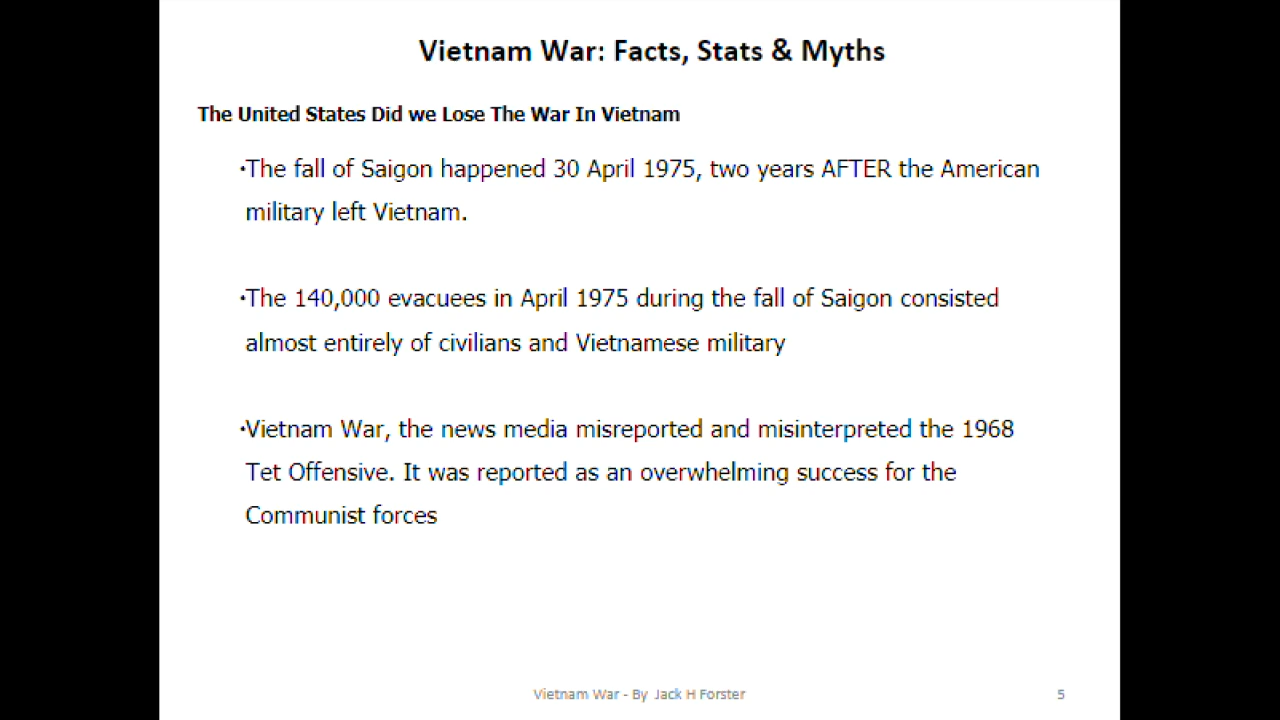 Vietnam War: Facts, Stats & Myths
The United States Did we Lose The War In Vietnam
·The fall of Saigon happened 30 April 1975, two years AFTER the American
military left Vietnam.
·The 140,000 evacuees in April 1975 during the fall of Saigon consisted
almost entirely of civilians and Vietnamese military
·Vietnam War, the news media misreported and misinterpreted the 1968
Tet Offensive. It was reported as an overwhelming success for the
Communist forces
Vietnam War - By Jack H Forster
5